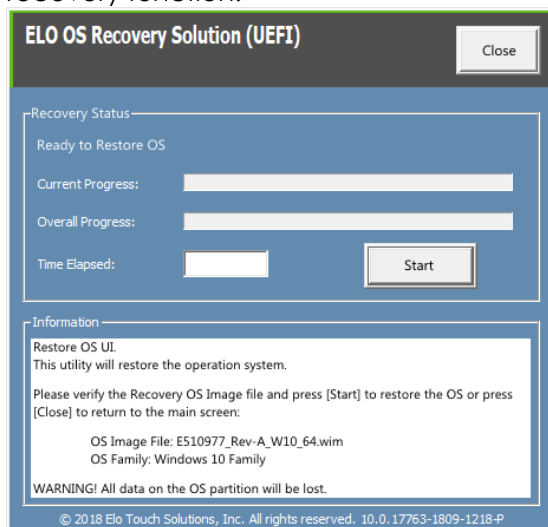 recovery function.
ELO OS Recovery Solution (UEFI)
Close
Recovery Status
Ready to Restore OS
Current Progress:
Overall Progress:
Time Elapsed:
Start
Information
Restore OS UI.
This utility will restore the operation system.
Please verify the Recovery OS Image file and press [Start] to restore the OS or press
[Close] to return to the main screen:
OS Image File: E510977_Rev-A_W10_64.wim
OS Family: Windows 10 Family
WARNING! All data on the OS partition will be lost.
© 2018 Elo Touch Solutions, Inc. All rights reserved. 10.0.17763-1809-1218-P